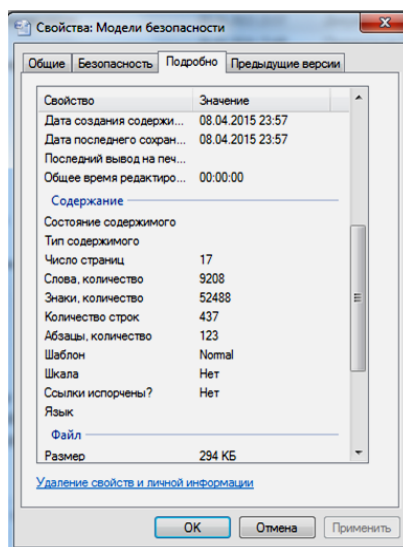 Свойства: Модели безопасности
Общие Безопасность Подробно Предыдущие версии
Свойство Значение
Дата создания содержи... 08.04.2015 23:57
Дата последнего сохран... 08.04.2015 23:57
Последний вывод на печ...
Общее время редактиро... 00:00:00
Содержание
Состояние содержимого
Тип содержимого
Число страниц 17
Слова, количество 9208
Знаки, количество 52488
Количество строк 437
Абзацы, количество 123
Шаблон Normal
Шкала Нет
Ссылки испорчены? Нет
Язык
Файл
Размер 294 КБ
Удаление свойств и личной информации
ОК Отмена Применить